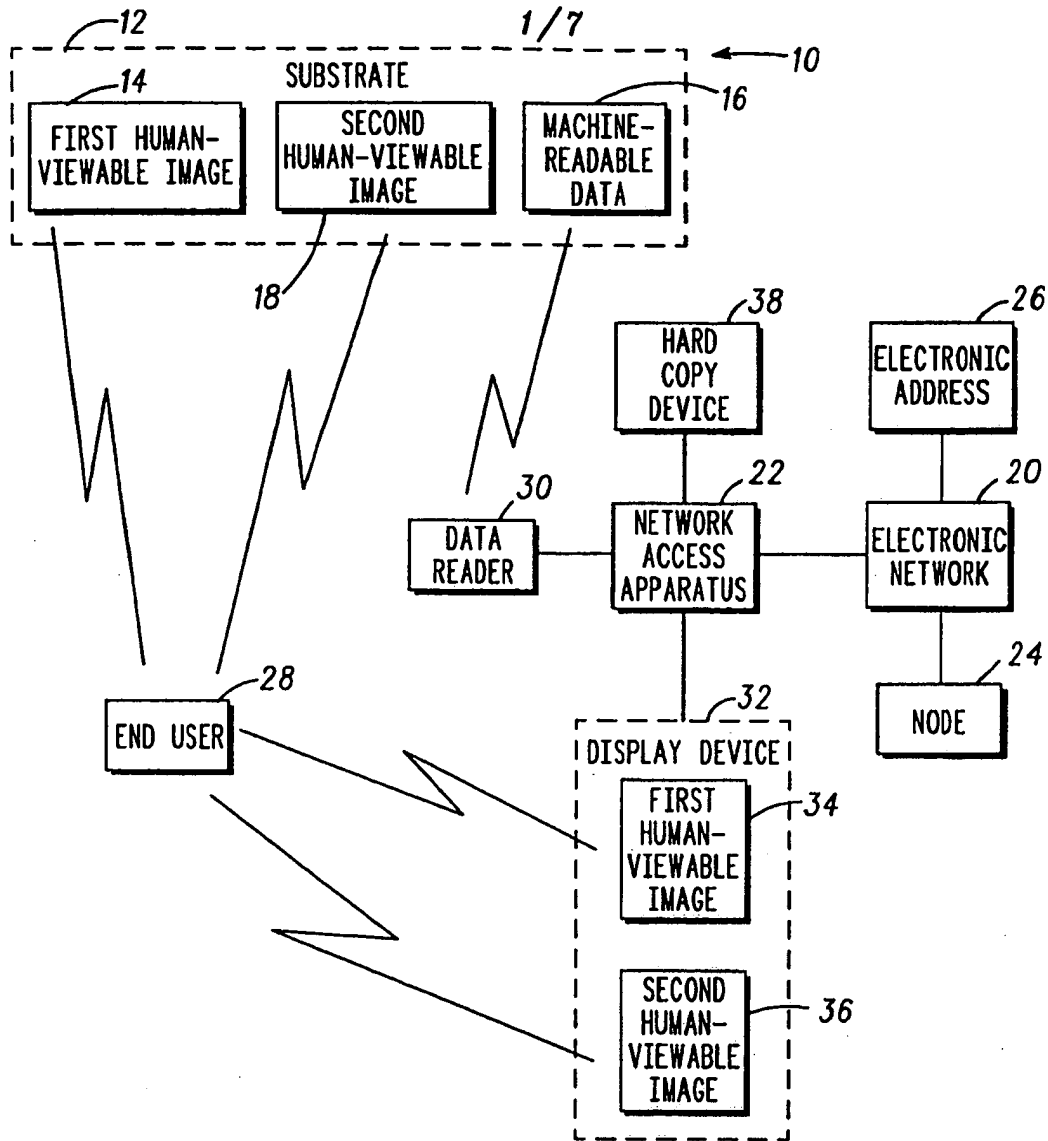 12
1/7
10
SUBSTRATE
14
16
FIRST HUMAN-
VIEWABLE IMAGE
SECOND
HUMAN-VIEWABLE
IMAGE
MACHINE-
READABLE
DATA
18
38
26
HARD
COPY
DEVICE
ELECTRONIC
ADDRESS
30
22
20
DATA
READER
NETWORK
ACCESS
APPARATUS
ELECTRONIC
NETWORK
28
24
END USER
NODE
32
DISPLAY DEVICE
FIRST
HUMAN-
VIEWABLE
IMAGE
34
SECOND
HUMAN-
VIEWABLE
IMAGE
36